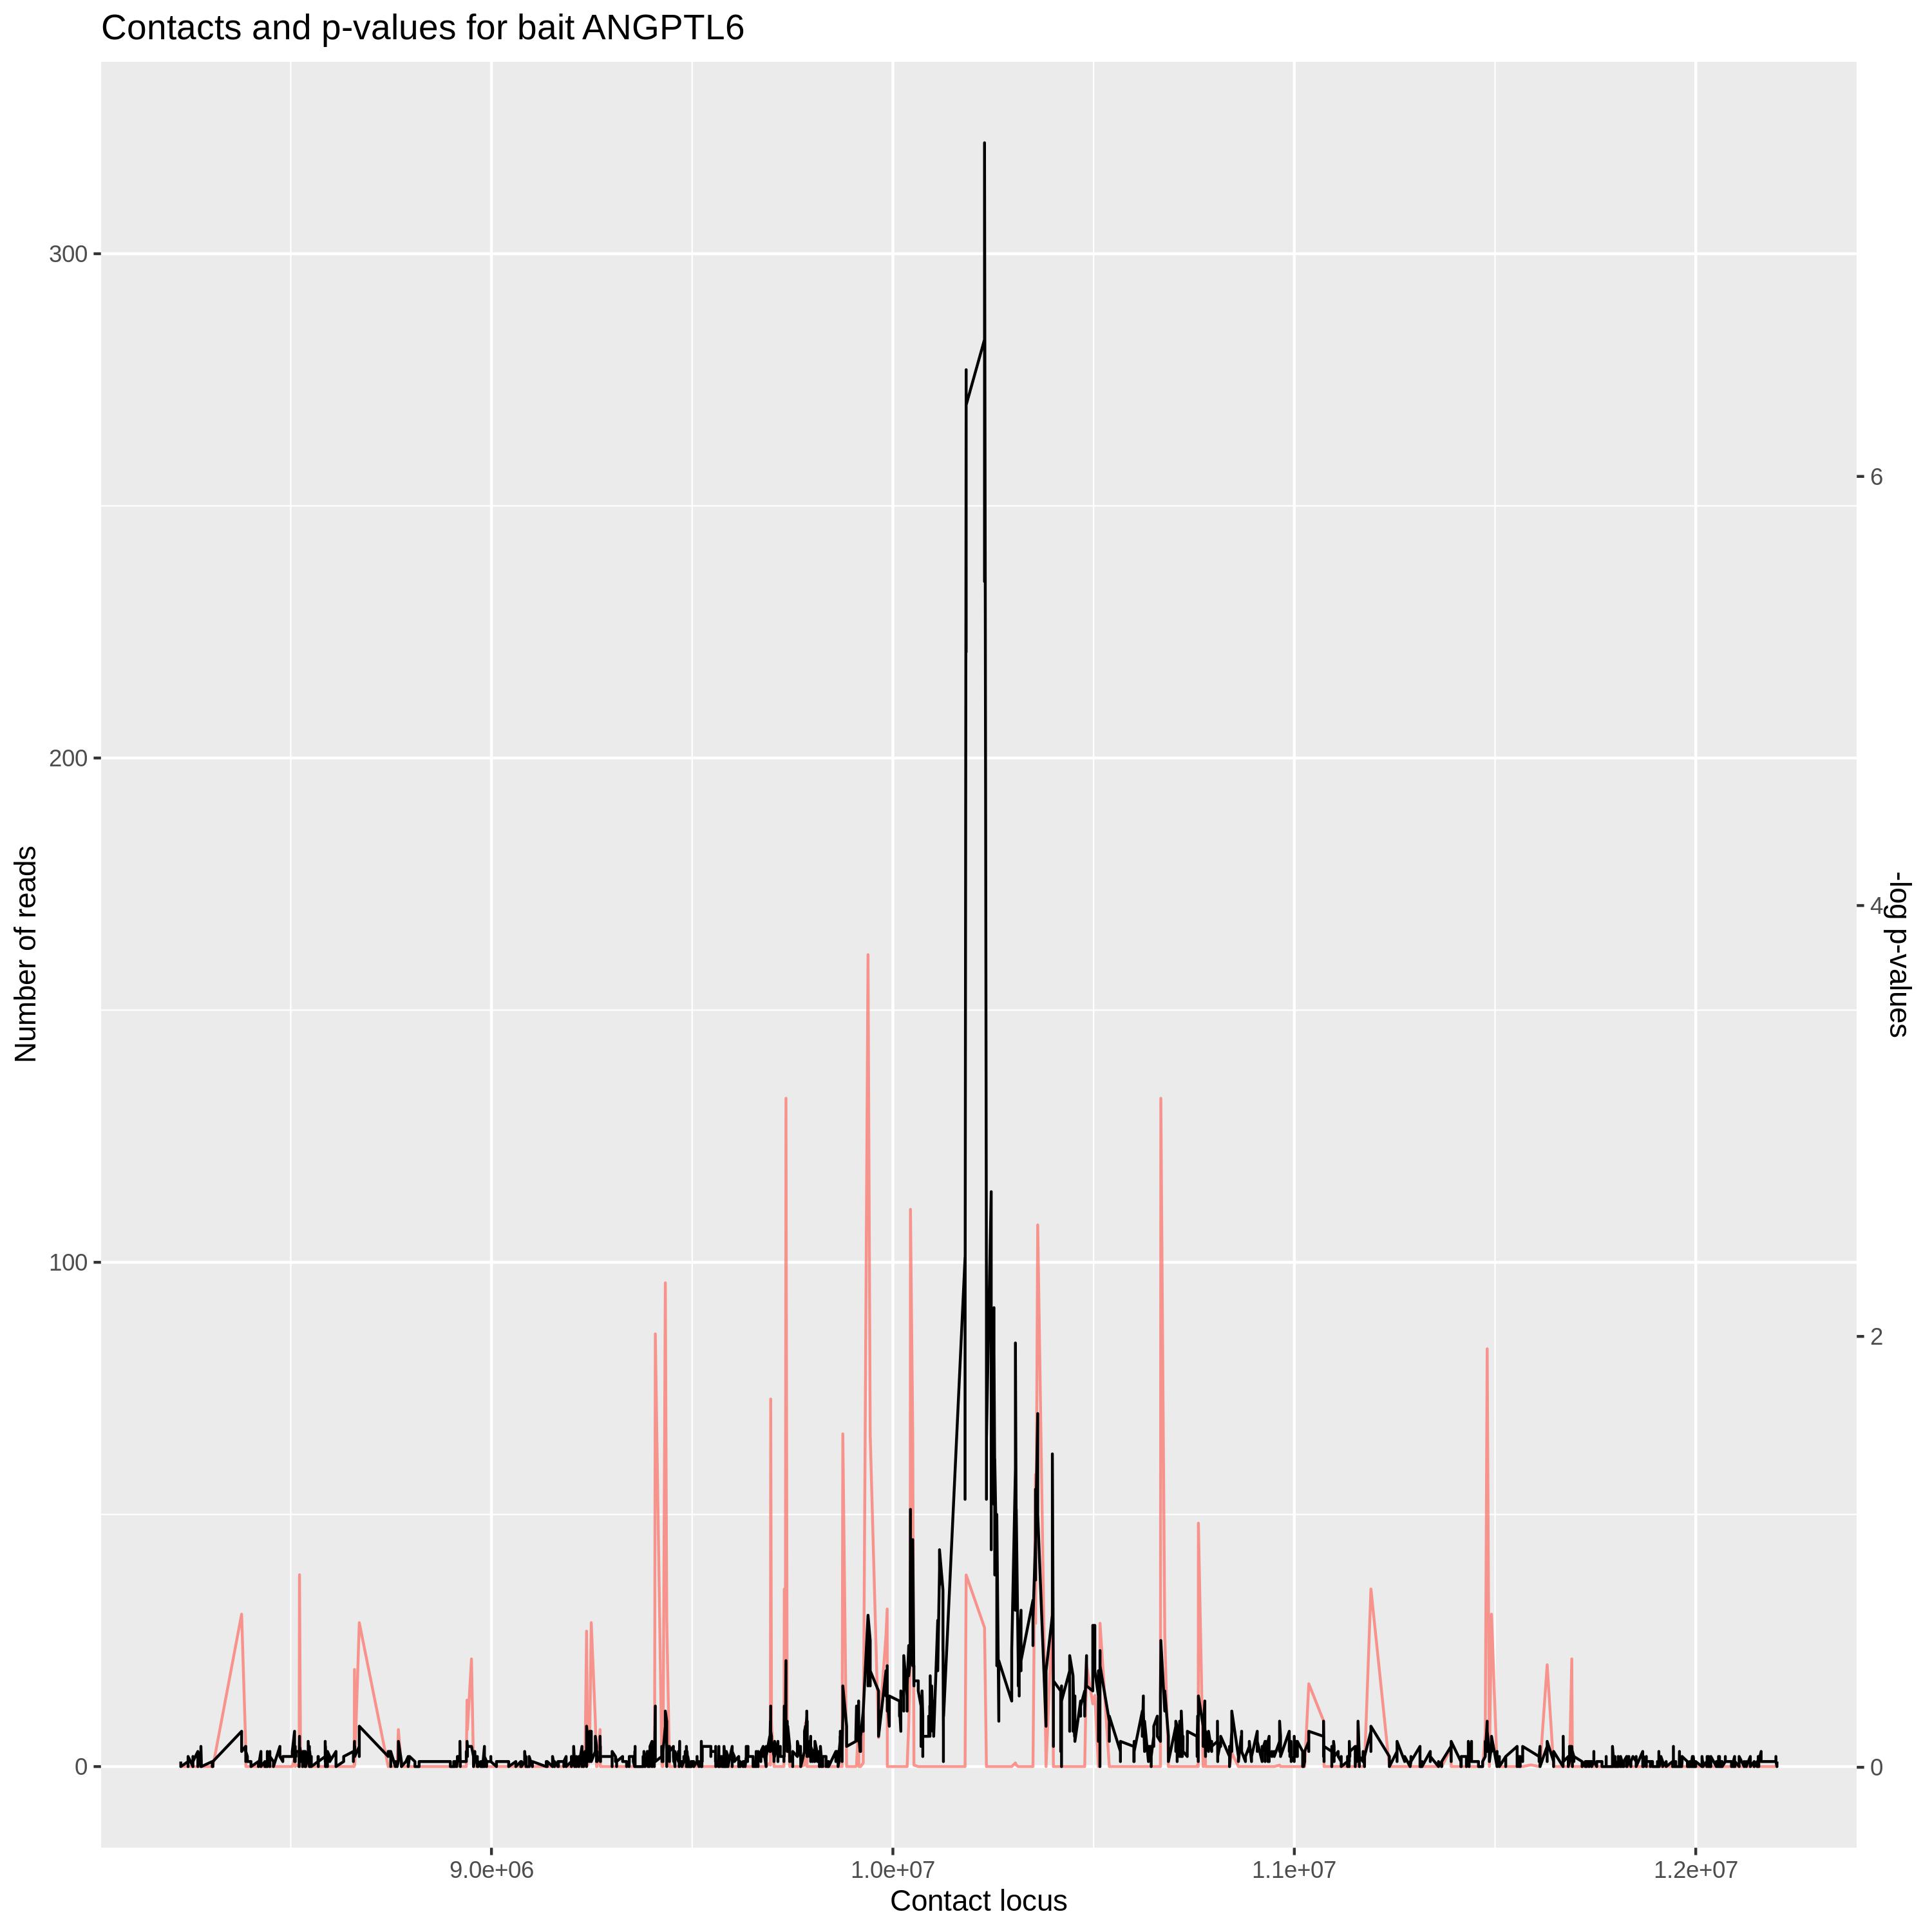 Contacts and p-values for bait ANGPTL6
300
200
100
0
Number of reads
6
4
2
0
-log p-values
9.0e+06
1.0e+07
1.1e+07
1.2e+07
Contact locus